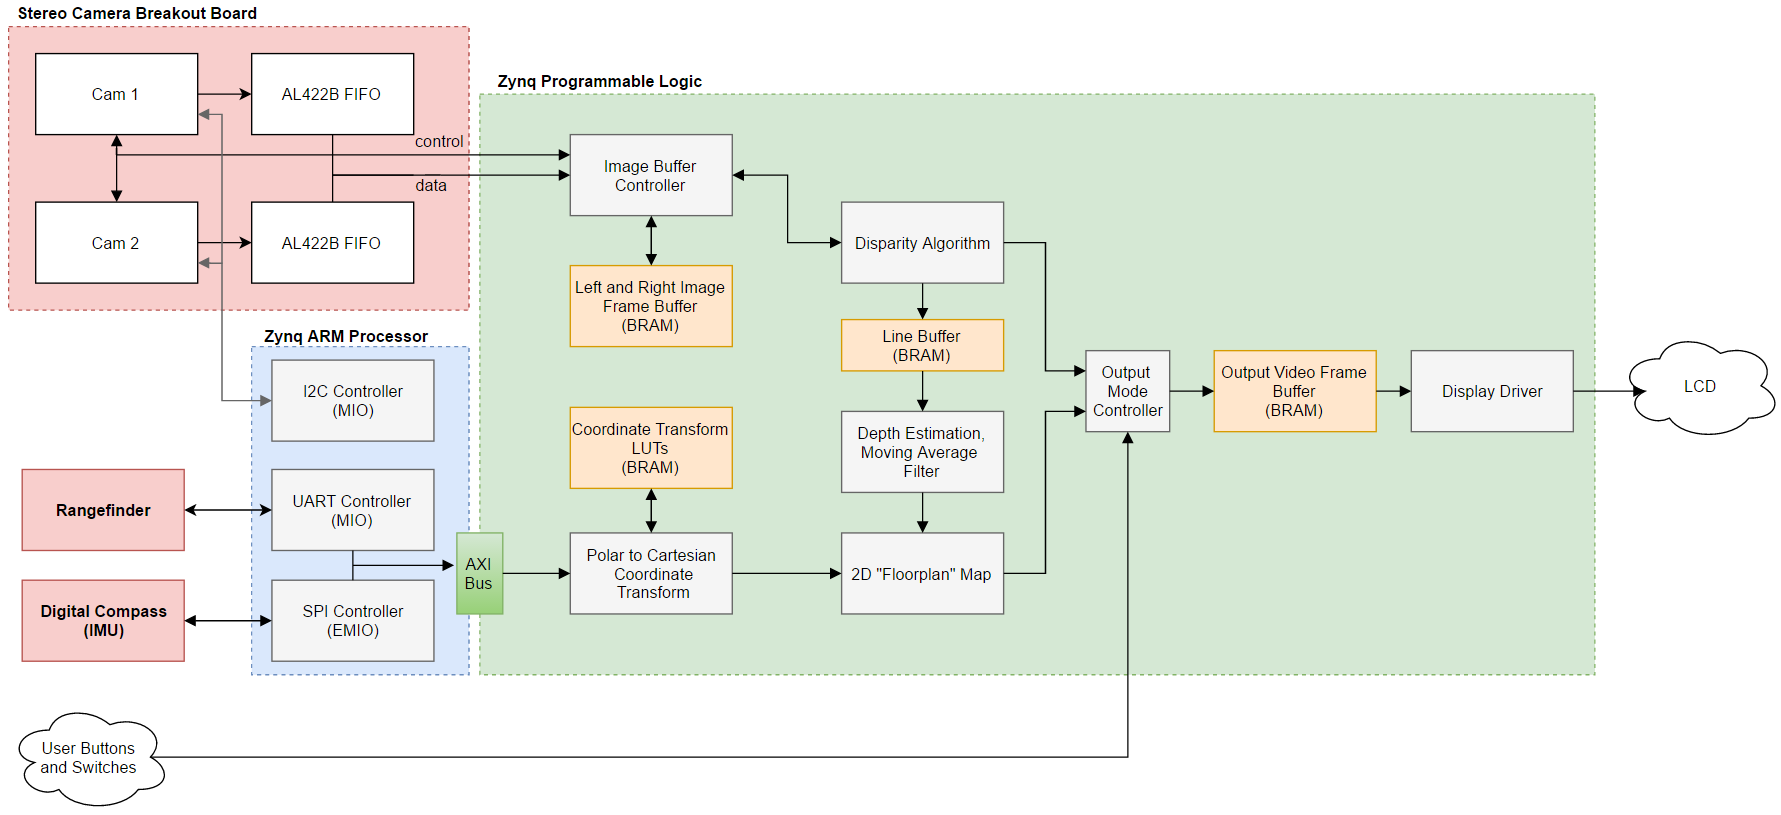 Stereo Camera Breakout Board
Cam 1
AL422B FIFO
control
data
Cam 2
AL422B FIFO
Zynq Programmable Logic
Image Buffer
Controller
Disparity Algorithm
Left and Right Image
Frame Buffer
(BRAM)
Line Buffer
(BRAM)
Zynq ARM Processor
I2C Controller
(MIO)
Coordinate Transform
LUTs
(BRAM)
Depth Estimation,
Moving Average
Filter
Output
Mode
Controller
Output Video Frame
Buffer
(BRAM)
Display Driver
LCD
Rangefinder
UART Controller
(MIO)
AXI
Bus
Polar to Cartesian
Coordinate
Transform
2D "Floorplan" Map
Digital Compass
(IMU)
SPI Controller
(EMIO)
User Buttons
and Switches